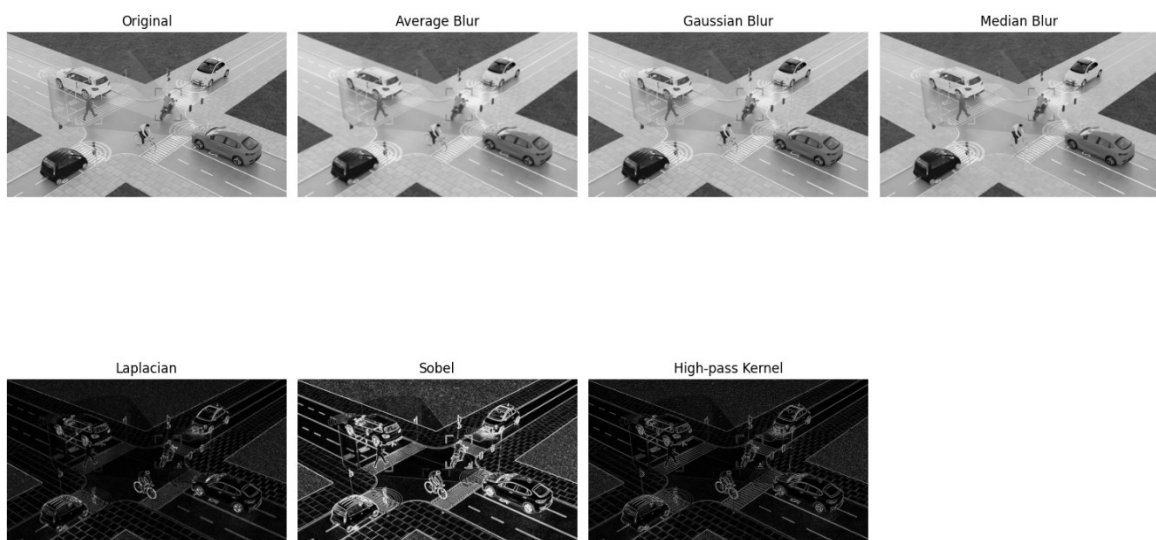 Original
Average Blur
Gaussian Blur
Median Blur
Laplacian
Sobel
High-pass Kernel